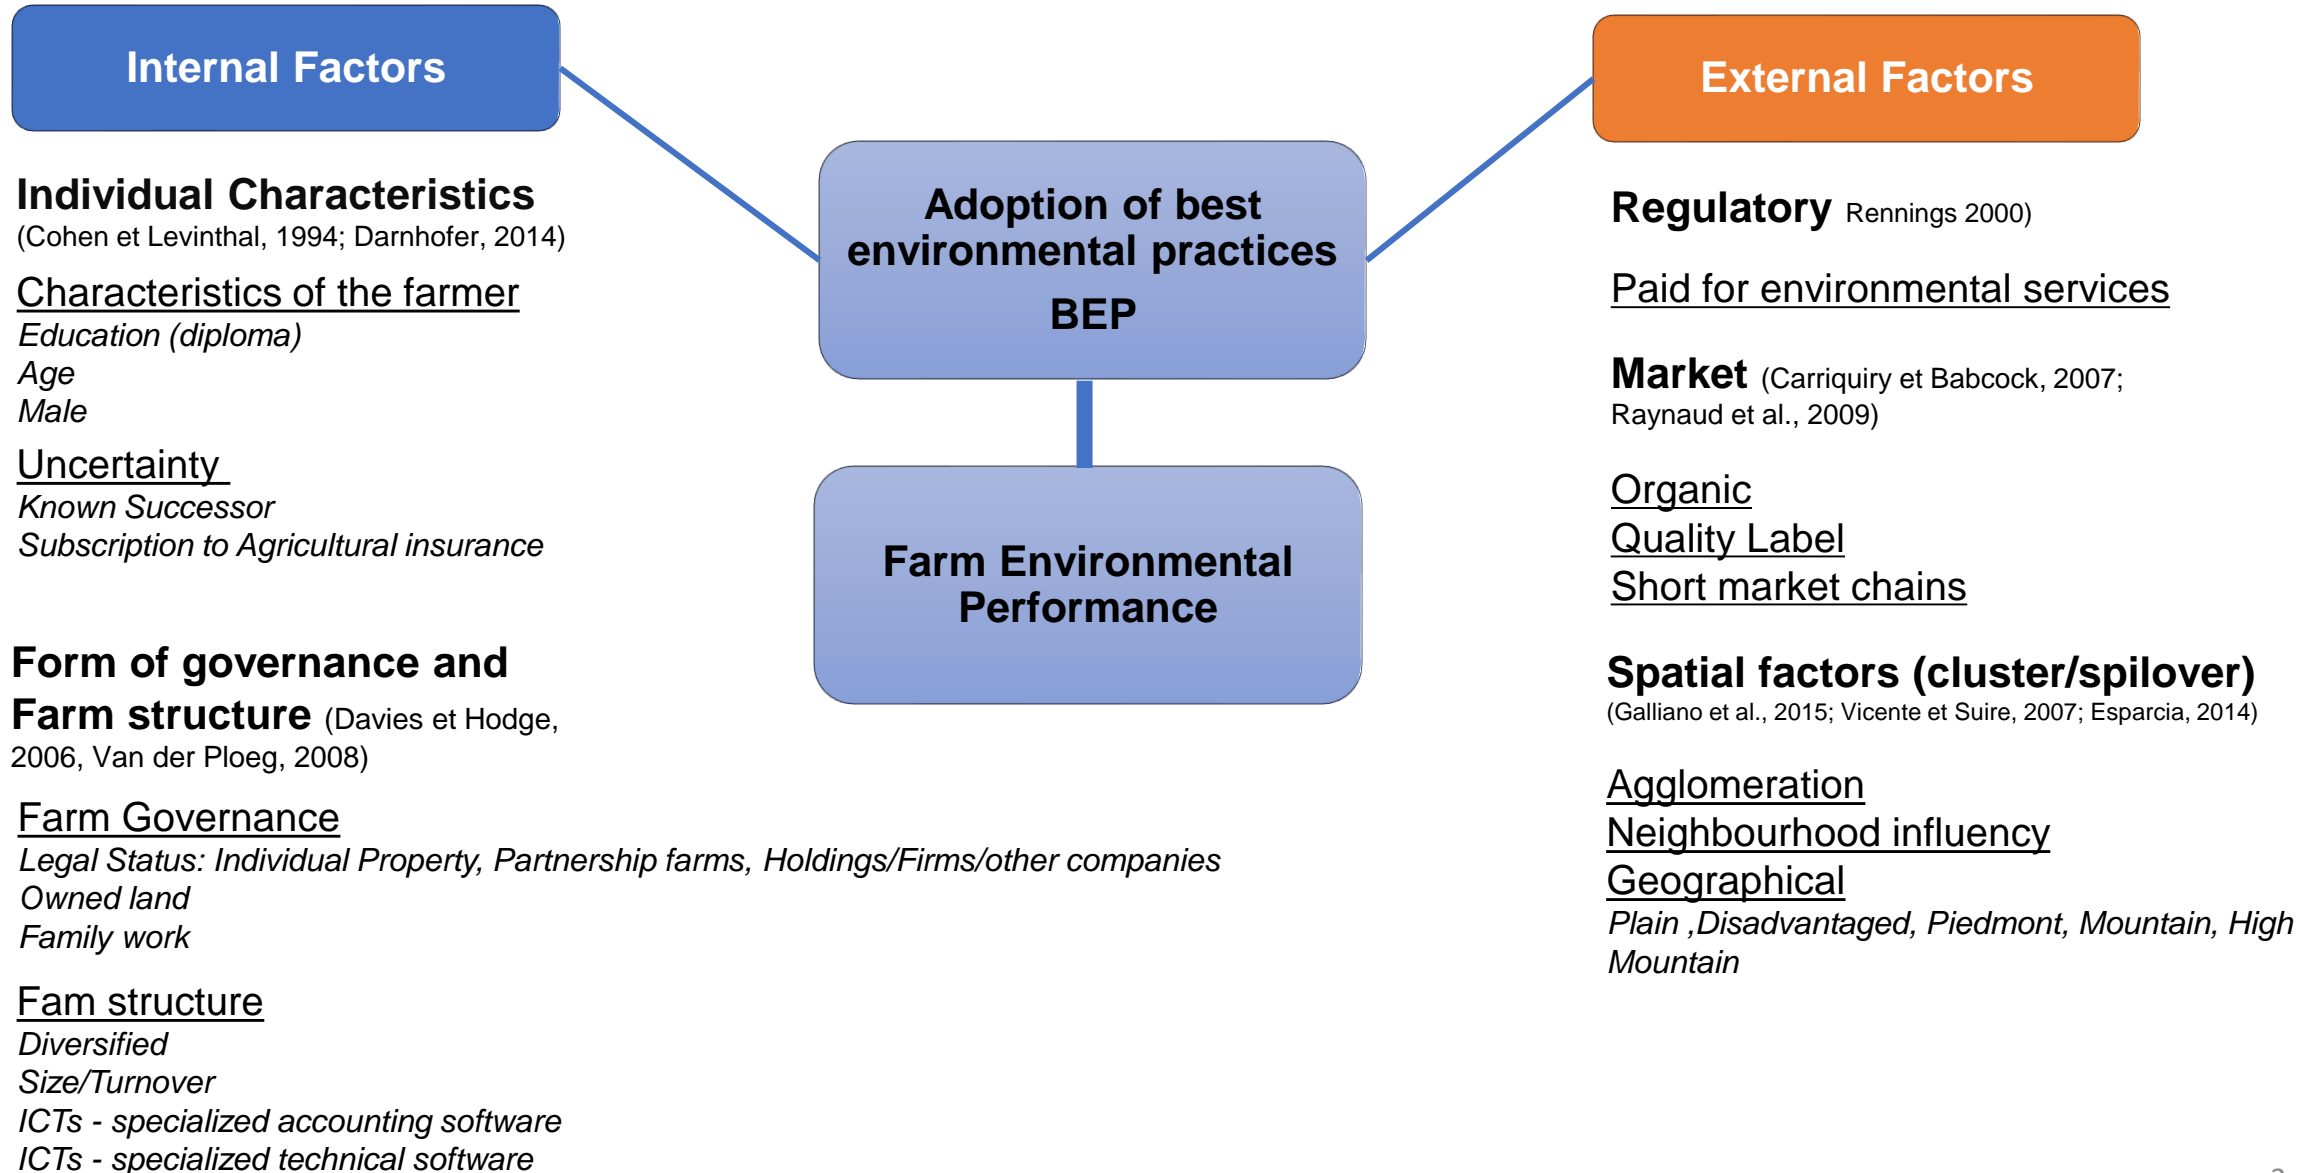 Internal Factors
Individual Characteristics
(Cohen et Levinthal, 1994; Darnhofer, 2014)
Characteristics of the farmer
Education (diploma)
Age
Male
Uncertainty
Known Successor
Subscription to Agricultural insurance
Form of governance and
Farm structure (Davies et Hodge,
2006, Van der Ploeg, 2008)
Farm Governance
Legal Status: Individual Property, Partnership farms, Holdings/Firms/other companies
Owned land
Family work
Fam structure
Diversified
Size/Turnover
ICTs - specialized accounting software
ICTs - specialized technical software
Adoption of best
environmental practices
BEP
Farm Environmental
Performance
External Factors
Regulatory Rennings 2000)
Paid for environmental services
Market (Carriquiry et Babcock, 2007;
Raynaud et al., 2009)
Organic
Quality Label
Short market chains
Spatial factors (cluster/spilover)
(Galliano et al., 2015; Vicente et Suire, 2007; Esparcia, 2014)
Agglomeration
Neighbourhood influency
Geographical
Plain ,Disadvantaged, Piedmont, Mountain, High
Mountain